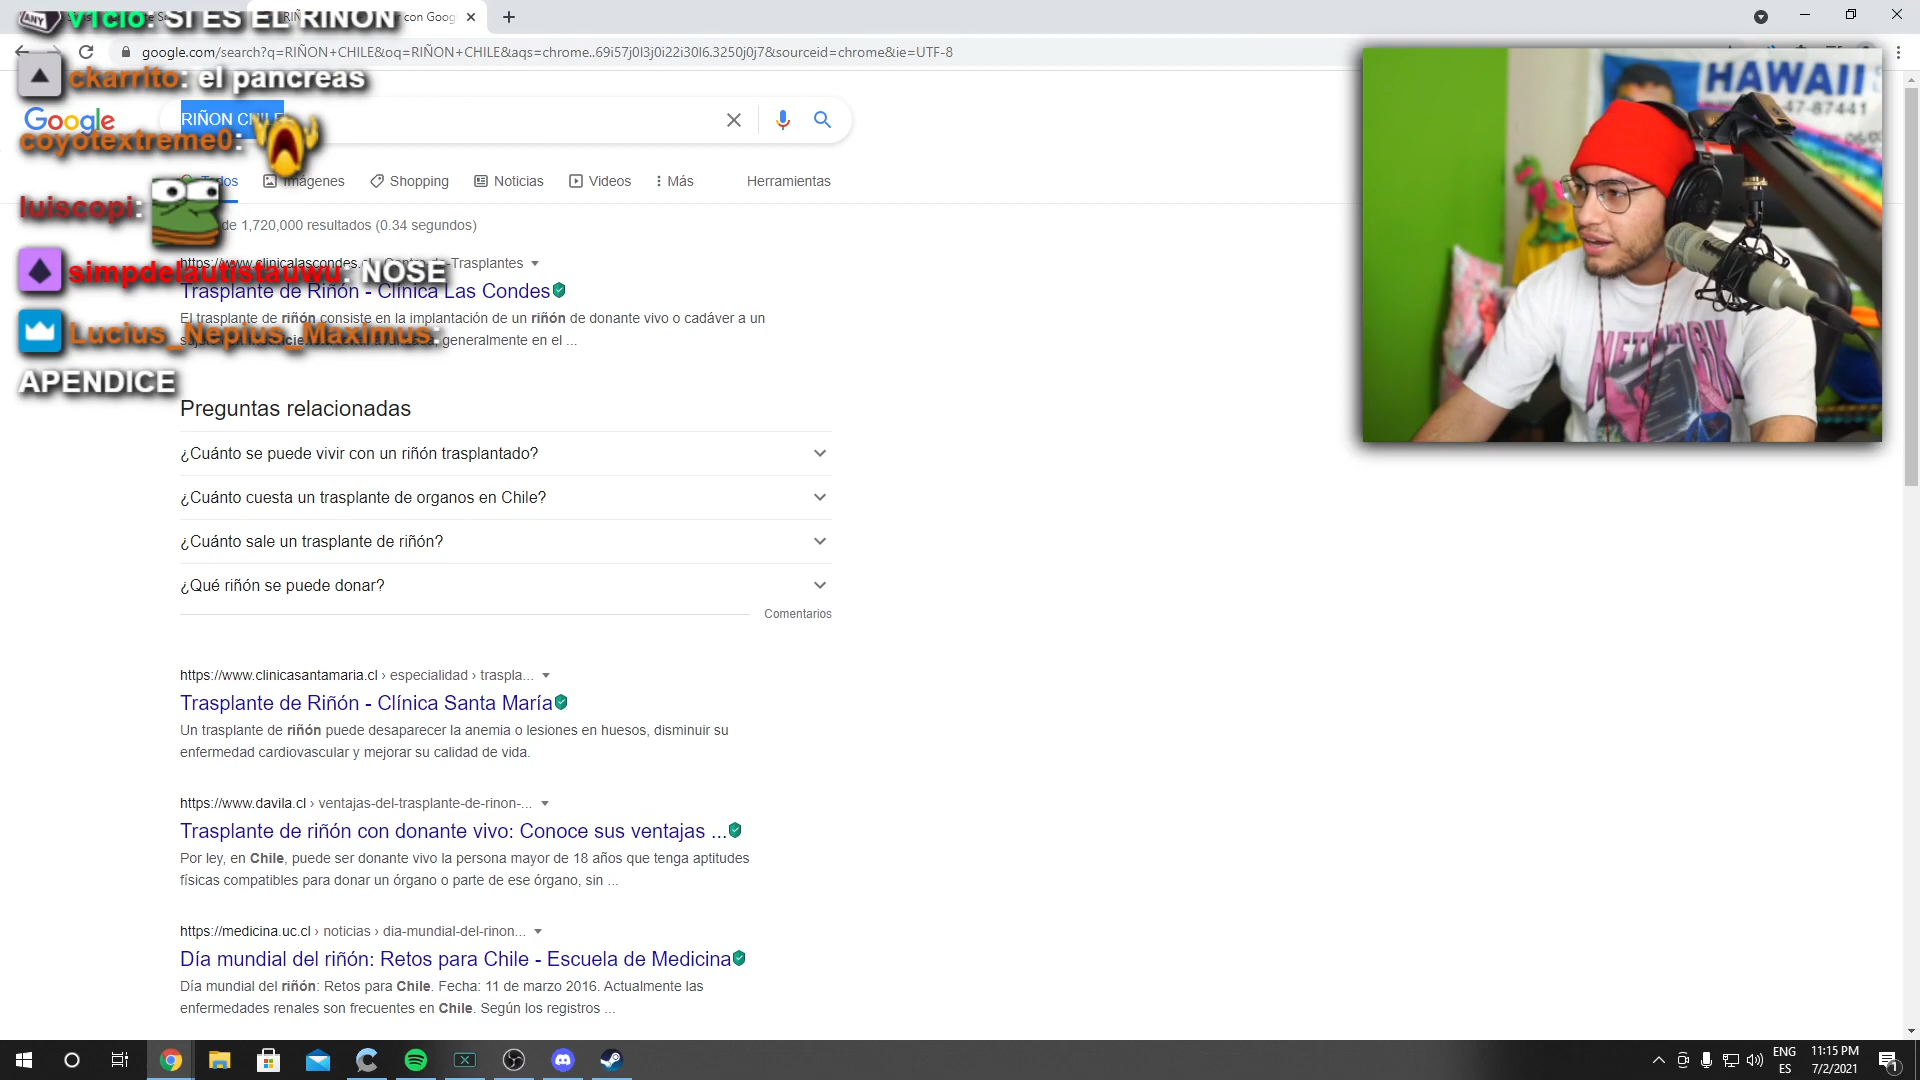 V1cio: SI ES EL RIÑON
con Goog
google.com/search?q=RIÑON+CHILE&oq=RIÑON+CHILE&aqs=chrome..69i57j0l3j0i22i30l6.3250j0j7&sourceid=chrome&ie=UTF-8
ckarrito: el pancreas
Google
RIÑON CHILE
coyotextreme0:
Todos
Imágenes
Shopping
Noticias
Videos
Más
Herramientas
luiscopi:
de 1,720,000 resultados (0.34 segundos)
https://www.clinicalascondes. Trasplantes
simpdelautistauwu: NOSE
Trasplante de Riñón - Clínica Las Condes
El trasplante de riñón consiste en la implantación de un riñón de donante vivo o cadáver a un
generalmente en el ...
Lucius_Nepius_Maximus:
APENDICE
Preguntas relacionadas
¿Cuánto se puede vivir con un riñón trasplantado?
¿Cuánto cuesta un trasplante de organos en Chile?
¿Cuánto sale un trasplante de riñón?
¿Qué riñón se puede donar?
Comentarios
https://www.clinicasantamaria.cl › especialidad › traspla...
Trasplante de Riñón - Clínica Santa María
Un trasplante de riñón puede desaparecer la anemia o lesiones en huesos, disminuir su
enfermedad cardiovascular y mejorar su calidad de vida.
https://www.davila.cl › ventajas-del-trasplante-de-rinon-...
Trasplante de riñón con donante vivo: Conoce sus ventajas ...
Por ley, en Chile, puede ser donante vivo la persona mayor de 18 años que tenga aptitudes
físicas compatibles para donar un órgano o parte de ese órgano, sin ...
https://medicina.uc.cl › noticias › dia-mundial-del-rinon...
Día mundial del riñón: Retos para Chile - Escuela de Medicina
Día mundial del riñón: Retos para Chile. Fecha: 11 de marzo 2016. Actualmente las
enfermedades renales son frecuentes en Chile. Según los registros ...
HAWAII
47-87441
ENG
ES
11:15 PM
7/2/2021
1